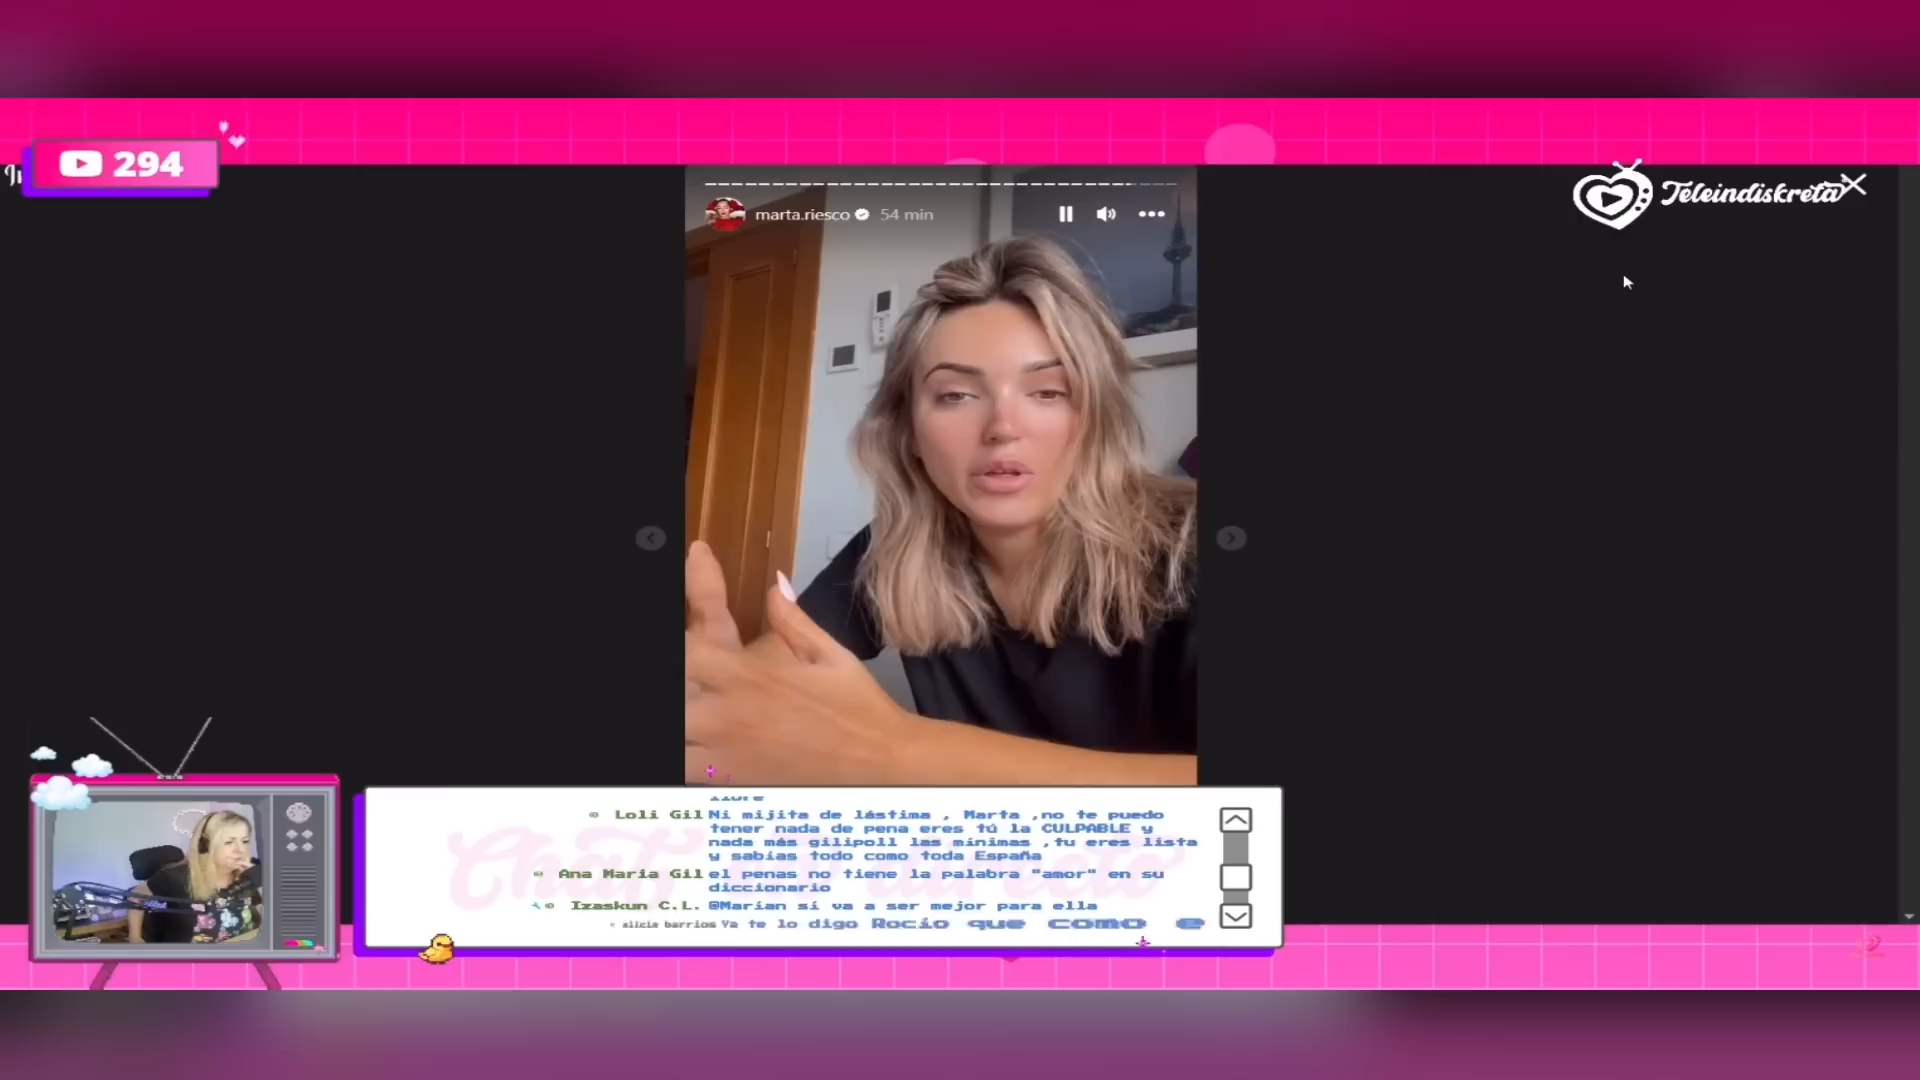 294
Teleindiskreta
marta.riesco 54 min
Loli Gil Ni mijita de lástima , Marta ,no te puedo
tener nada de pena eres tú la CULPABLE y
nada más gilipoll las mínimas ,tu eres lista
y sabías todo como toda España
Ana Maria Gil el penas no tiene la palabra "amor" en su
diccionario
Izaskun C.L. @Marian si va a ser mejor para ella
alicia barrios Ya te lo digo Rocío que como e